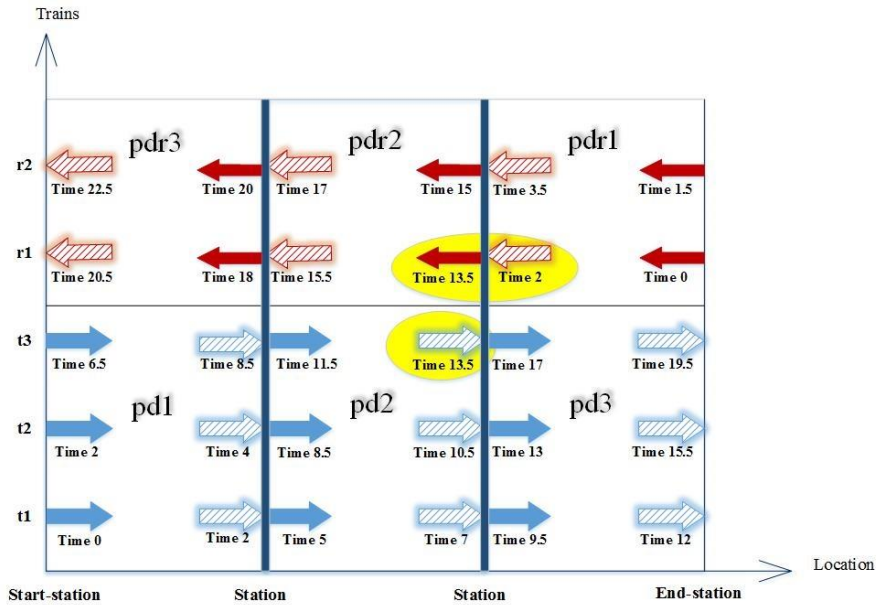 Trains
pdr3 pdr2 pdr1
r2
Time 22.5 Time 20 Time 17 Time 15 Time 3.5 Time 1.5
r1
Time 20.5 Time 18 Time 15.5 Time 13.5 Time 2 Time 0
t3
Time 6.5 Time 8.5 Time 11.5 Time 13.5 Time 17 Time 19.5
pd1 pd2 pd3
t2
Time 2 Time 4 Time 8.5 Time 10.5 Time 13 Time 15.5
t1
Time 0 Time 2 Time 5 Time 7 Time 9.5 Time 12
Location
Start-station Station Station End-station